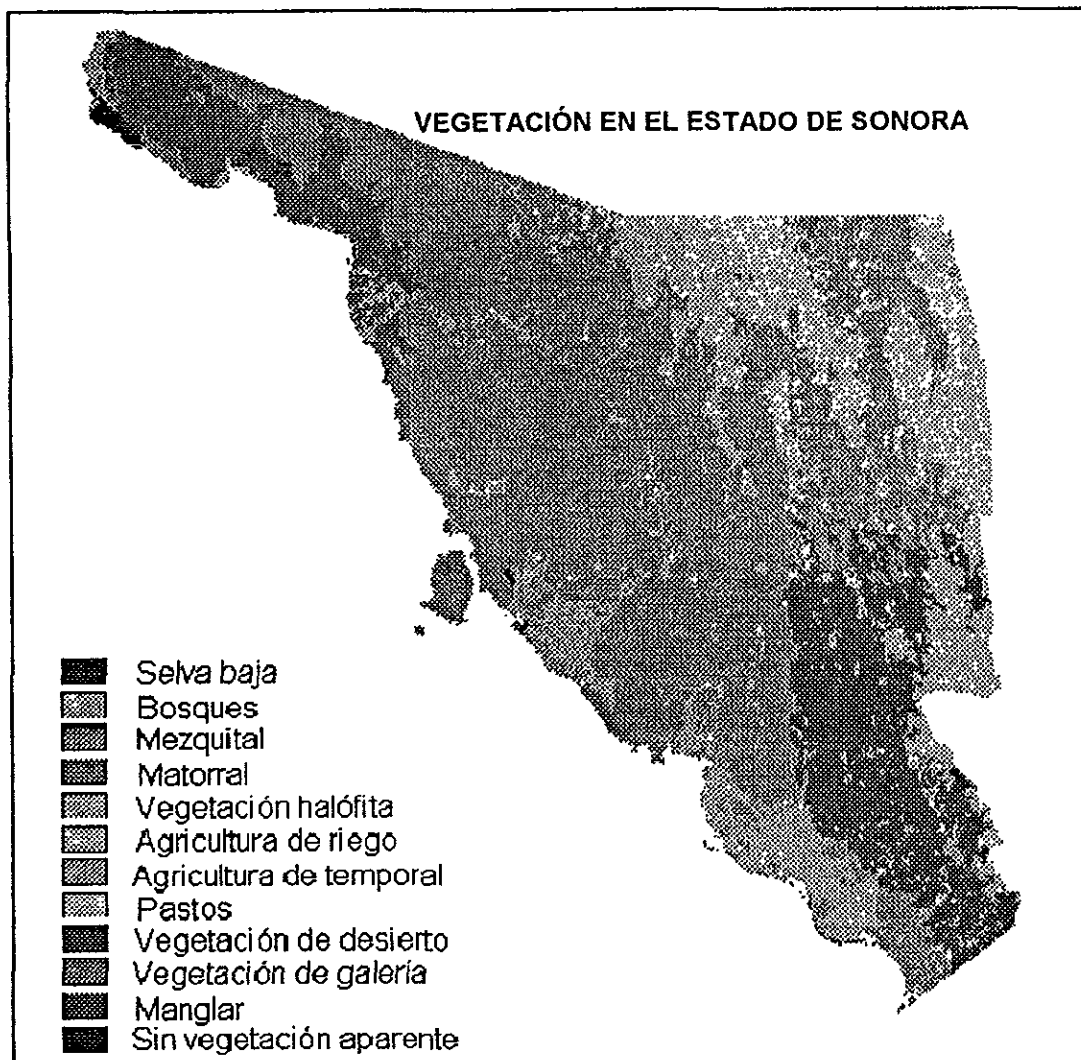 VEGETACIÓN EN EL ESTADO DE SONORA
Selva baja
Bosques
Mezquital
Matorral
Vegetación halófita
Agricultura de riego
Agricultura de temporal
Pastos
Vegetación de desierto
Vegetación de galería
Manglar
Sin vegetación aparente